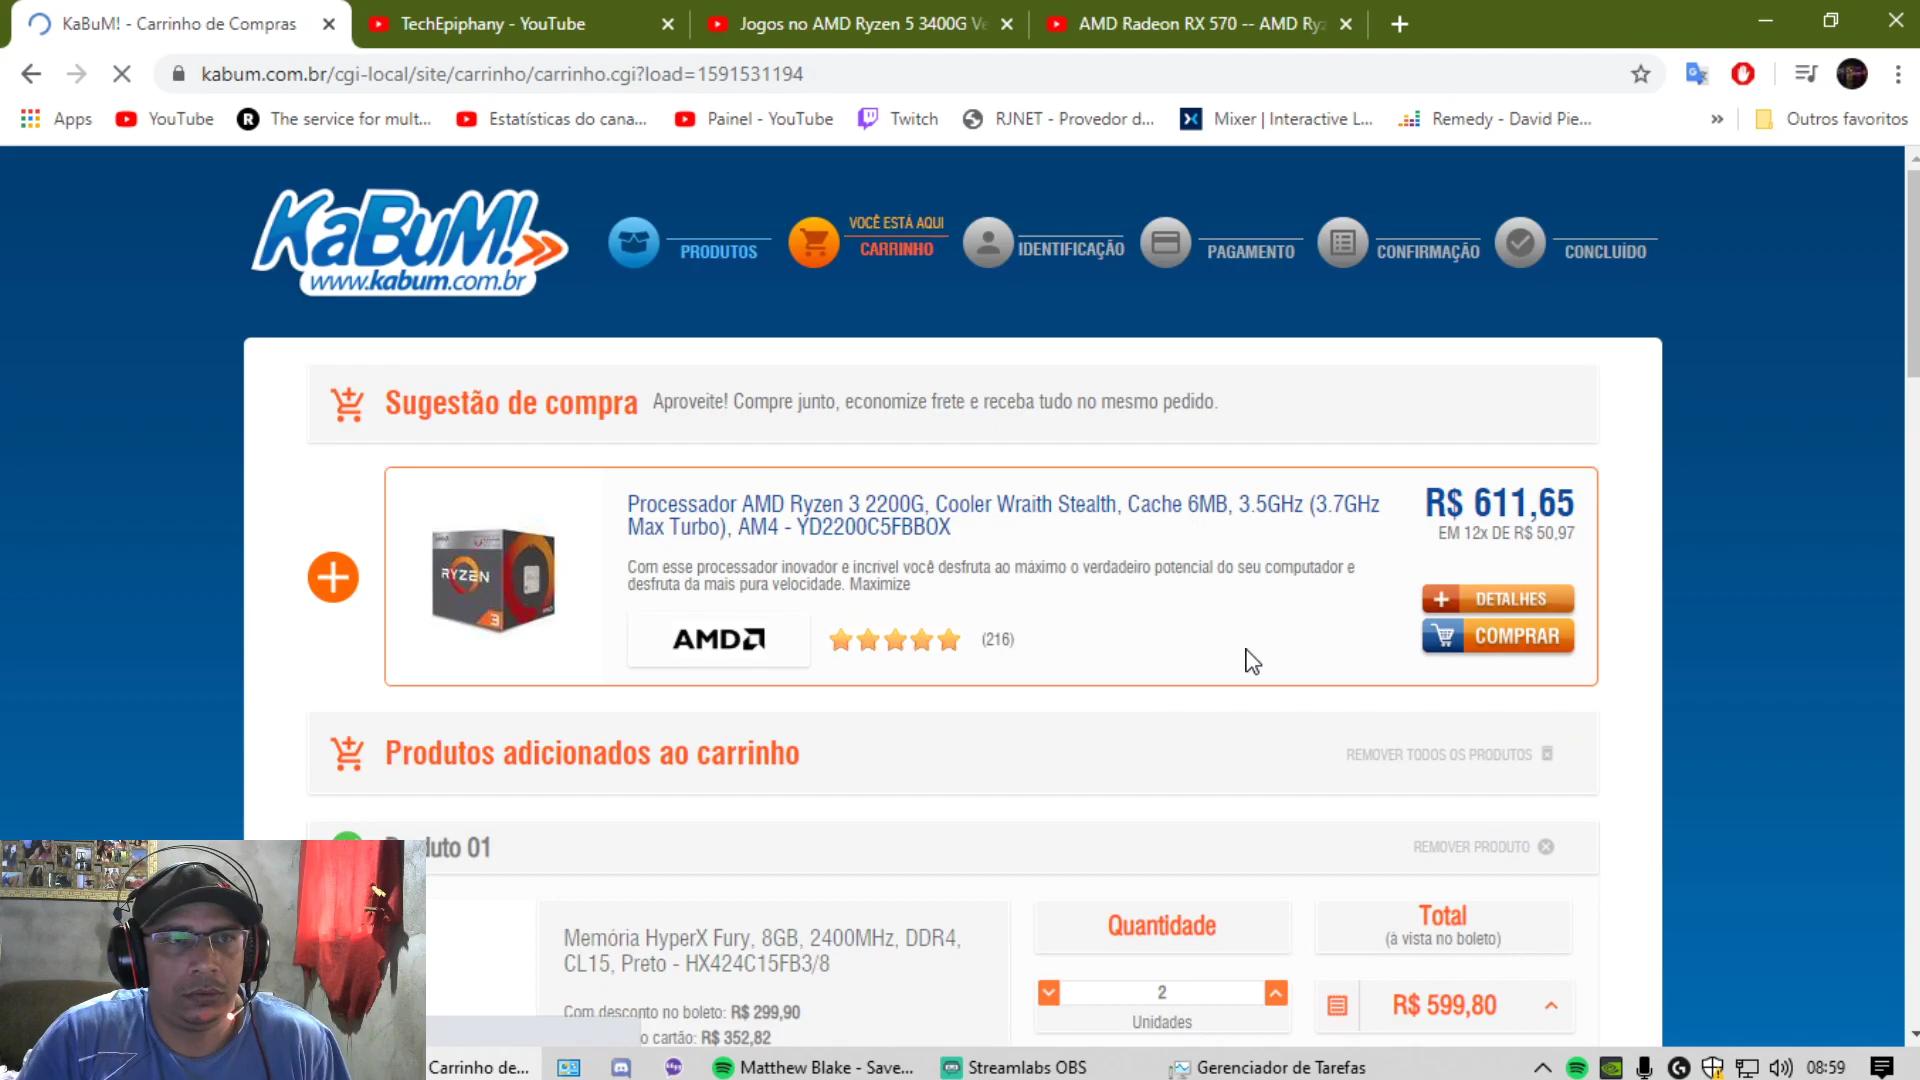 KaBuM! - Carrinho de Compras
TechEpiphany - YouTube
Jogos no AMD Ryzen 5 3400G Ve
AMD Radeon RX 570 -- AMD Ryz
kabum.com.br/cgi-local/site/carrinho/carrinho.cgi?load=1591531194
Apps
YouTube
The service for mult...
Estatísticas do cana...
Painel - YouTube
Twitch
RJNET - Provedor d...
Mixer | Interactive L...
Remedy - David Pie...
Outros favoritos
KaBuM!
www.kabum.com.br
PRODUTOS
VOCÊ ESTÁ AQUI
CARRINHO
IDENTIFICAÇÃO
PAGAMENTO
CONFIRMAÇÃO
CONCLUÍDO
Sugestão de compra
Aproveite! Compre junto, economize frete e receba tudo no mesmo pedido.
RYZEN
3
Processador AMD Ryzen 3 2200G, Cooler Wraith Stealth, Cache 6MB, 3.5GHz (3.7GHz
Max Turbo), AM4 - YD2200C5FBBOX
Com esse processador inovador e incrivel você desfruta ao máximo o verdadeiro potencial do seu computador e
desfruta da mais pura velocidade. Maximize
AMD
(216)
R$ 611,65
EM 12x DE R$ 50,97
DETALHES
COMPRAR
Produtos adicionados ao carrinho
REMOVER TODOS OS PRODUTOS
duto 01
REMOVER PRODUTO
Memória HyperX Fury, 8GB, 2400MHz, DDR4,
CL15, Preto - HX424C15FB3/8
Com desconto no boleto: R$ 299,90
o cartão: R$ 352,82
Quantidade
2
Unidades
Total
(à vista no boleto)
R$ 599,80
Carrinho de...
Matthew Blake - Save...
Streamlabs OBS
Gerenciador de Tarefas
08:59